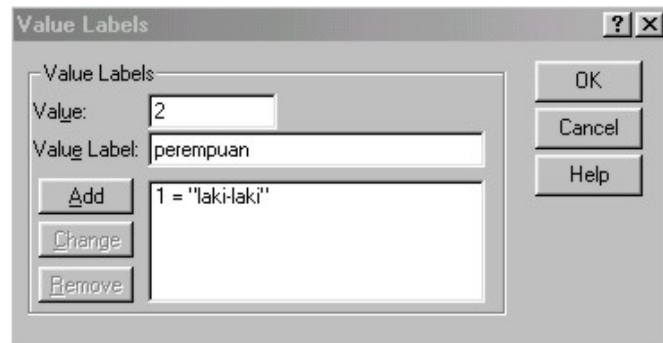 Value Labels
Value Labels
Value: 2
Value Label: perempuan
Add
1 = "laki-laki"
Change
Remove
OK
Cancel
Help